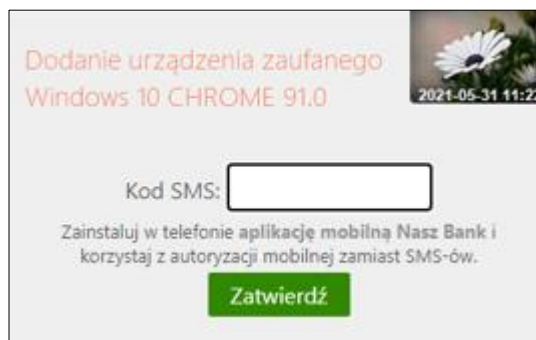 Dodanie urządzenia zaufanego
Windows 10 CHROME 91.0
2021-05-31 11:22
Kod SMS:
Zainstaluj w telefonie aplikację mobilną Nasz Bank i
korzystaj z autoryzacji mobilnej zamiast SMS-ów.
Zatwierdź